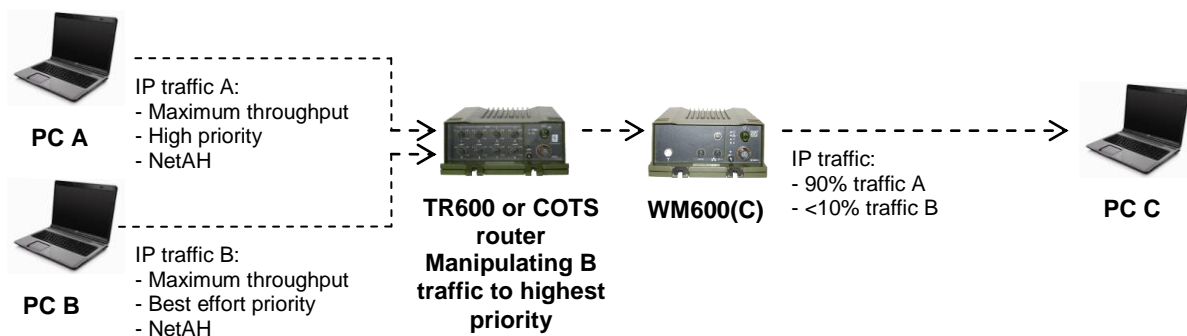 PC A
IP traffic A:
- Maximum throughput
- High priority
- NetAH
PC B
IP traffic B:
- Maximum throughput
- Best effort priority
- NetAH
TR600 or COTS
router
Manipulating B
traffic to highest
priority
WM600(C)
IP traffic:
- 90% traffic A
- <10% traffic B
PC C